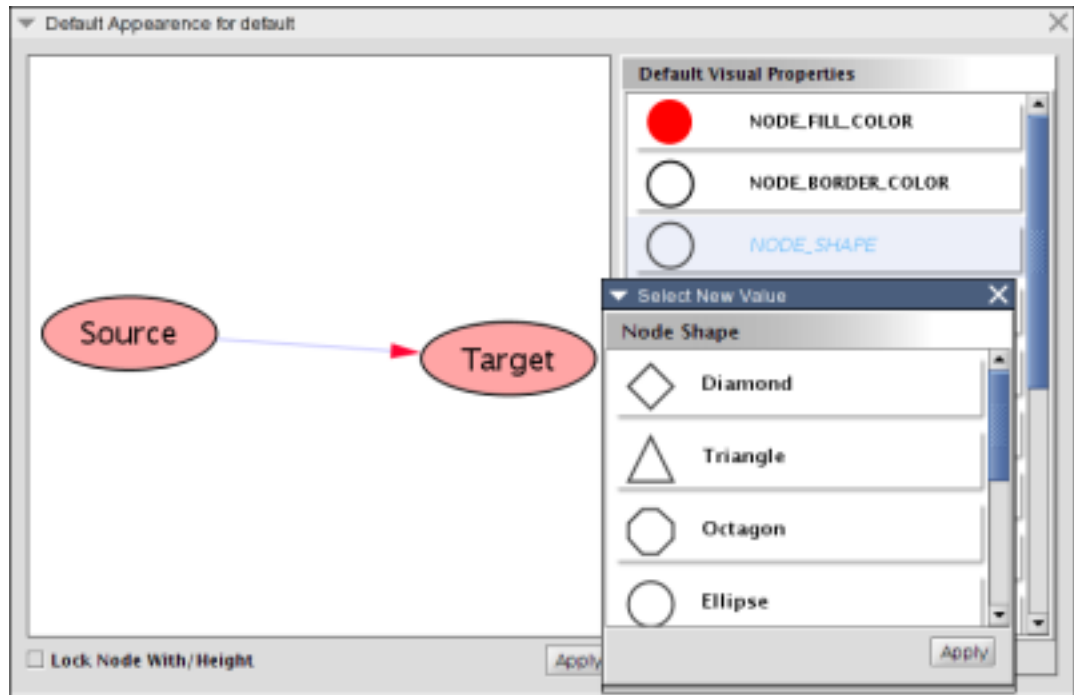 Default Appearence for default
Default Visual Properties
NODE_FILL_COLOR
NODE_BORDER_COLOR
NODE_SHAPE
Source
Target
Select New Value
Node Shape
Diamond
Triangle
Octagon
Ellipse
Apply
Lock Node With/Height
Apply